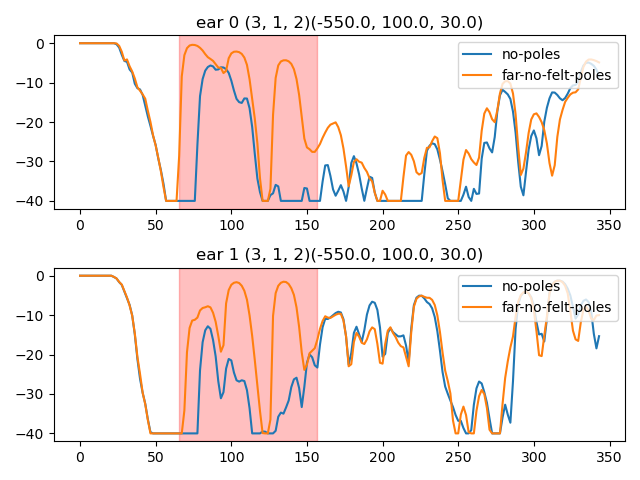 ear 0 (3, 1, 2)(-550.0, 100.0, 30.0)
0
−10
−20
−30
−40
no-poles
far-no-felt-poles
0 50 100 150 200 250 300 350
ear 1 (3, 1, 2)(-550.0, 100.0, 30.0)
0
−10
−20
−30
−40
no-poles
far-no-felt-poles
0 50 100 150 200 250 300 350